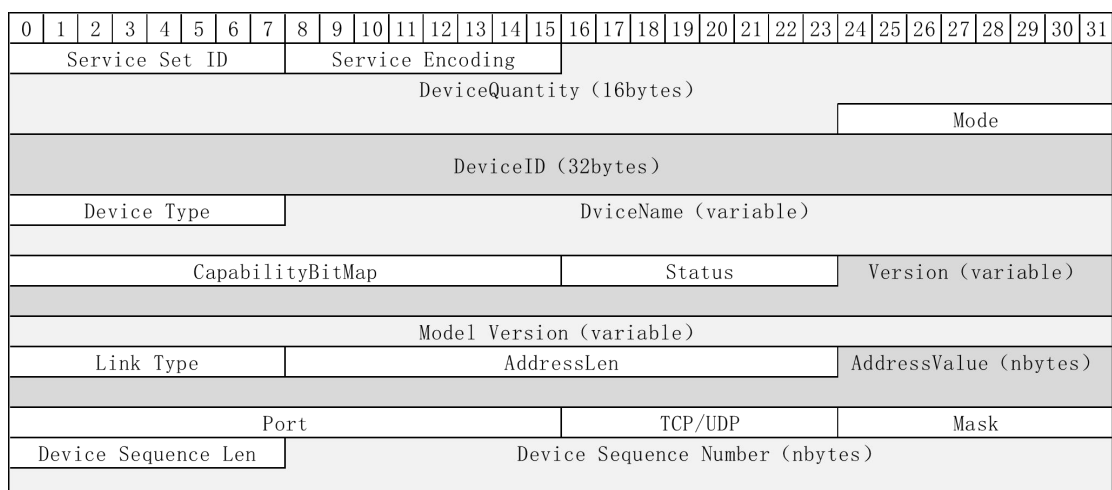 0 1 2 3 4 5 6 7 8 9 10 11 12 13 14 15 16 17 18 19 20 21 22 23 24 25 26 27 28 29 30 31
Service Set ID Service Encoding
DeviceQuantity (16bytes)
Mode
DeviceID (32bytes)
Device Type DviceName (variable)
CapabilityBitMap Status Version (variable)
Model Version (variable)
Link Type AddressLen AddressValue (nbytes)
Port TCP/UDP Mask
Device Sequence Len Device Sequence Number (nbytes)